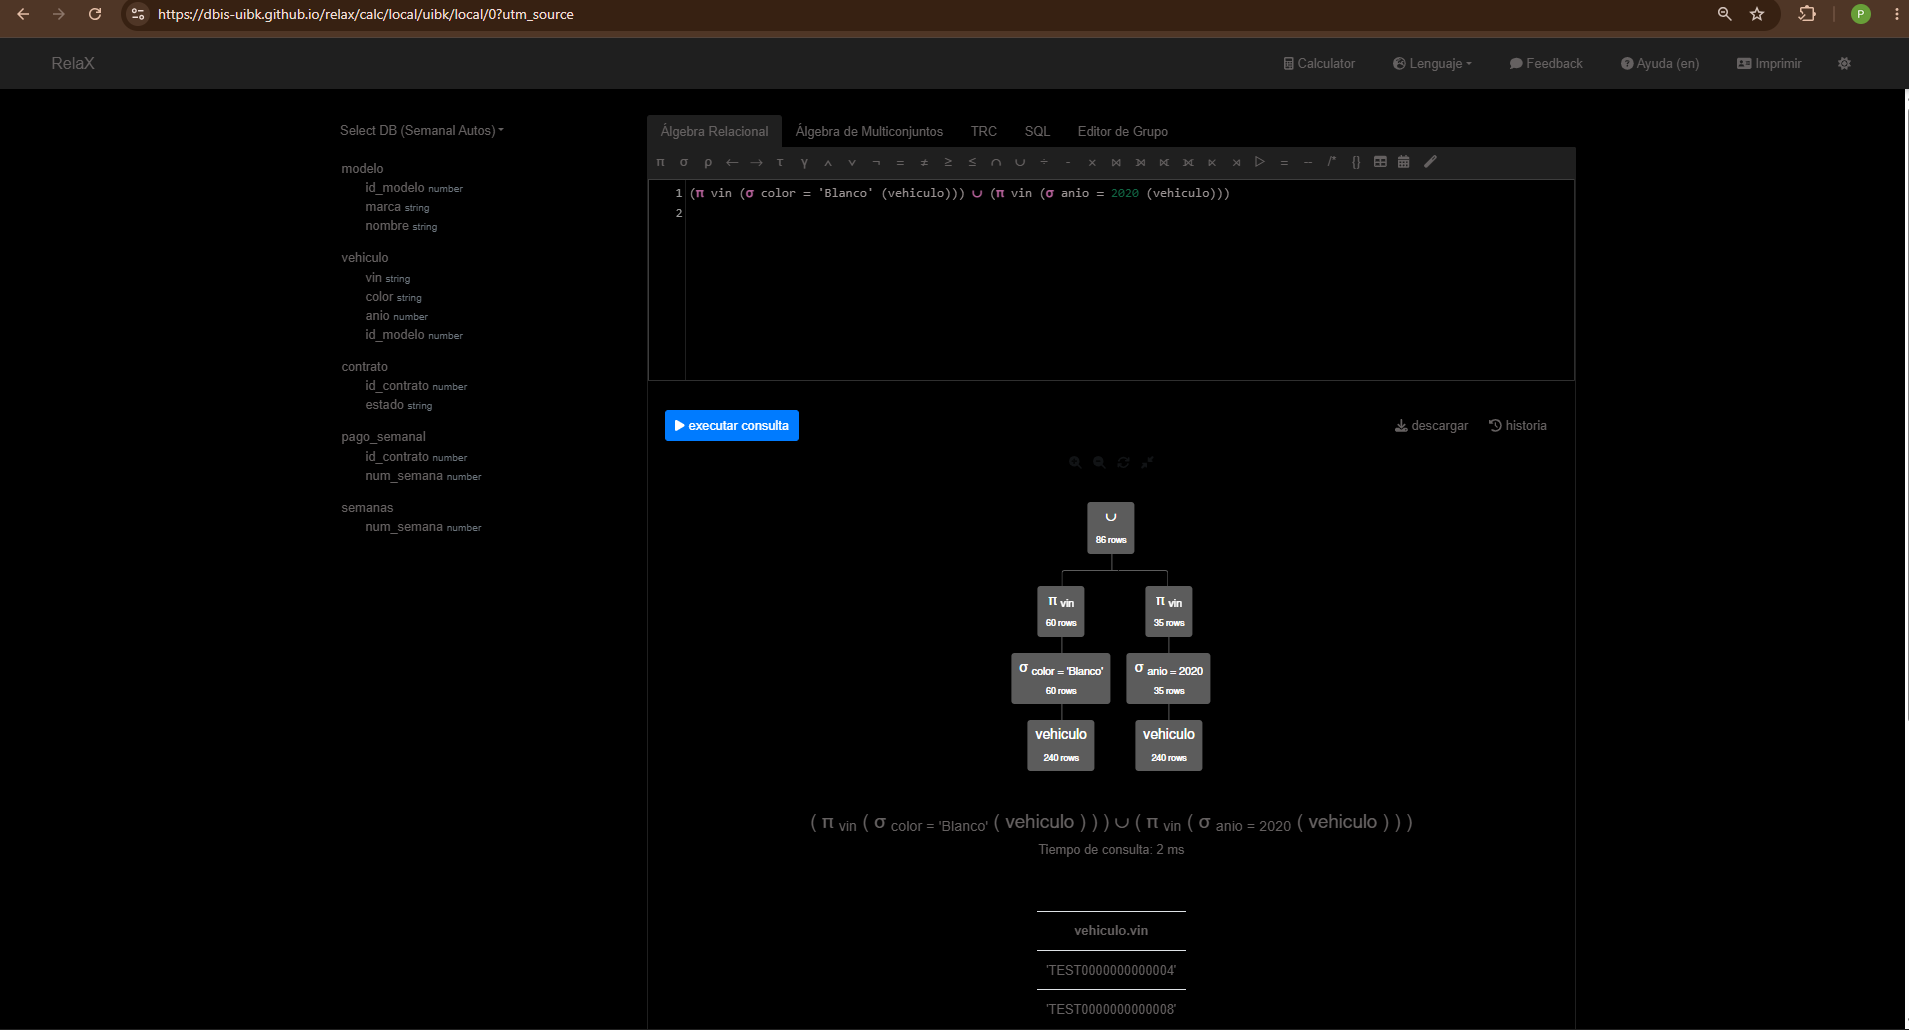 https://dbis-uibk.github.io/relax/calc/local/uibk/local/0?utm_source
P
RelaX
Calculator
Lenguaje
Feedback
Ayuda (en)
Imprimir
Select DB (Semanal Autos)
modelo
id_modelo number
marca string
nombre string
vehiculo
vin string
color string
anio number
id_modelo number
contrato
id_contrato number
estado string
pago_semanal
id_contrato number
num_semana number
semanas
num_semana number
Álgebra Relacional
Álgebra de Multiconjuntos
TRC
SQL
Editor de Grupo
π σ ρ ← → τ γ ∧ ∨ ¬ = ≠ ≥ ≤ ∩ ∪ ÷ - × ⨝ ⟕ ⟖ ⟗ ⋉ ⋊ ▷ = -- /* {}
1 (π vin (σ color = 'Blanco' (vehiculo))) ∪ (π vin (σ anio = 2020 (vehiculo)))
2
executar consulta
descargar
historia
∪
86 rows
π vin
60 rows
π vin
35 rows
σ color = 'Blanco'
60 rows
σ anio = 2020
35 rows
vehiculo
240 rows
vehiculo
240 rows
( π vin ( σ color = 'Blanco' ( vehiculo ) ) ) ∪ ( π vin ( σ anio = 2020 ( vehiculo ) ) )
Tiempo de consulta: 2 ms
vehiculo.vin
'TEST0000000000004'
'TEST0000000000008'